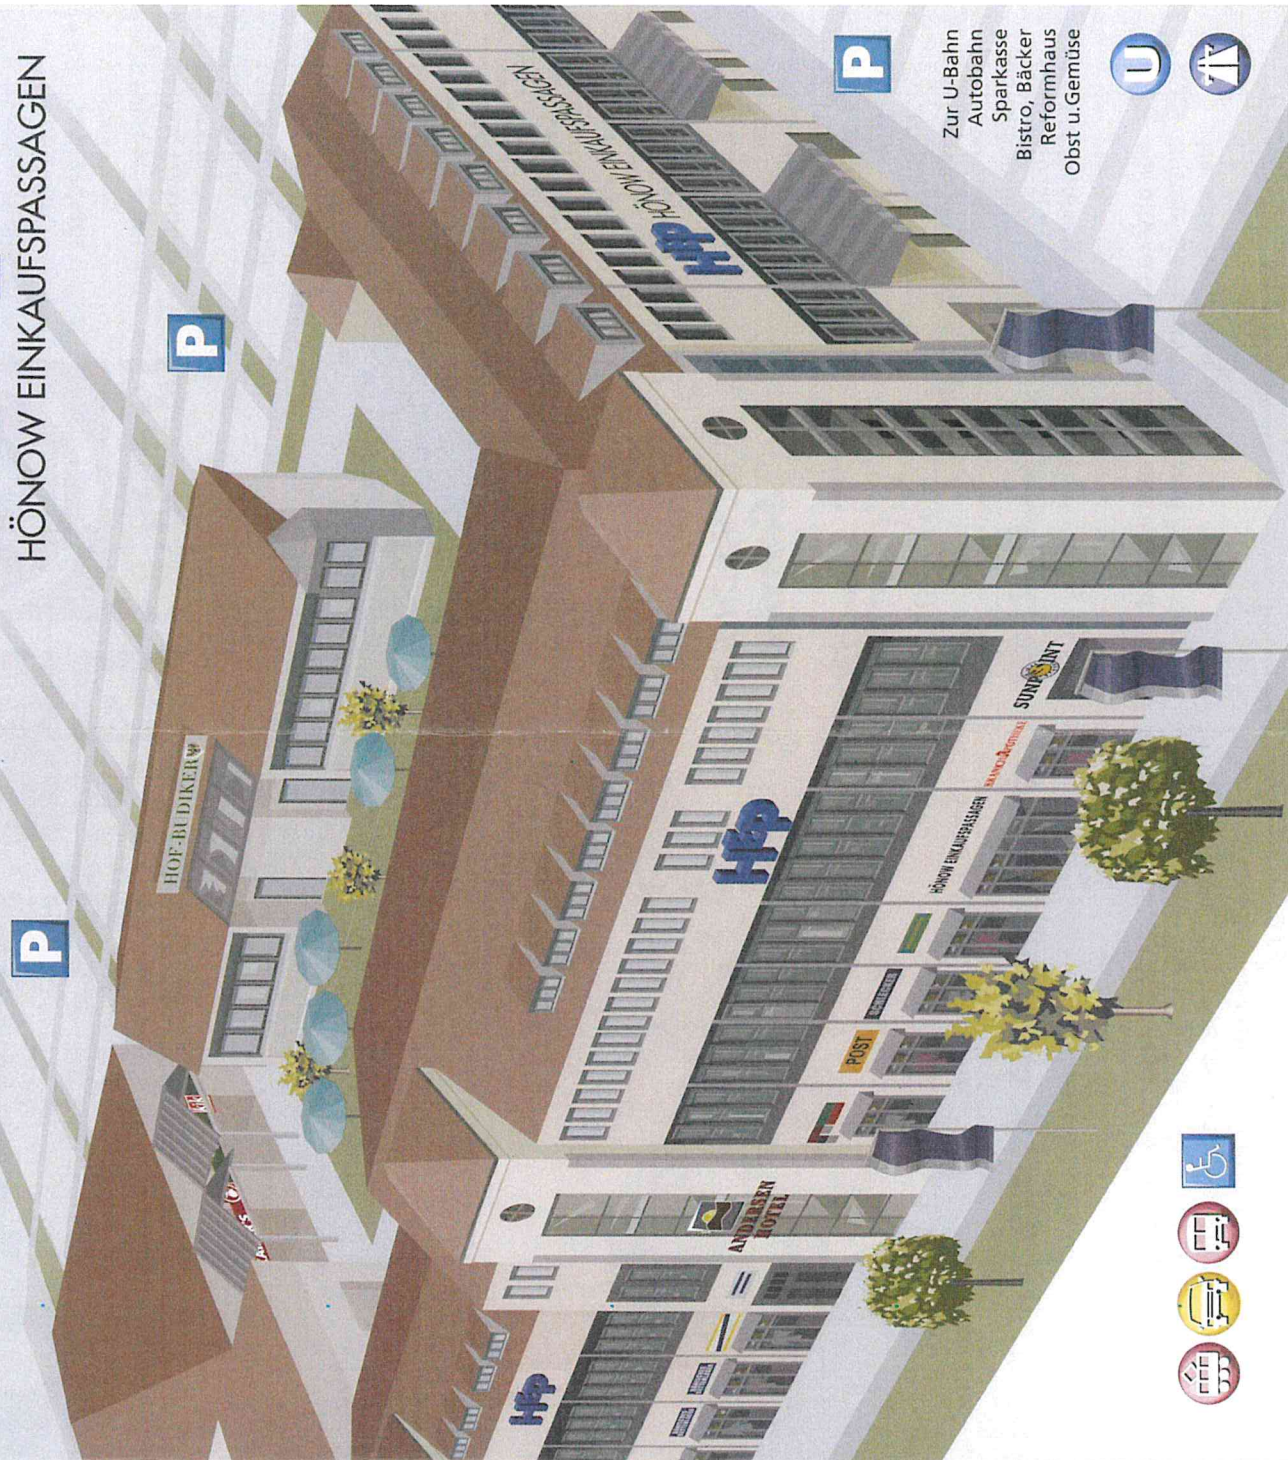 HÖNOW EINKAUFSPASSAGEN
P
P
P
HOF-BUDIKER
HEP HÖNOW EINKAUFSPASSAGEN
HEP
HEP
ANDERSEN
HOTEL
POST
SCHLECKER
HÖNOW EINKAUFSPASSAGEN
SUNPOINT
Zur U-Bahn
Autobahn
Sparkasse
Bistro, Bäcker
Reformhaus
Obst u.Gemüse
U